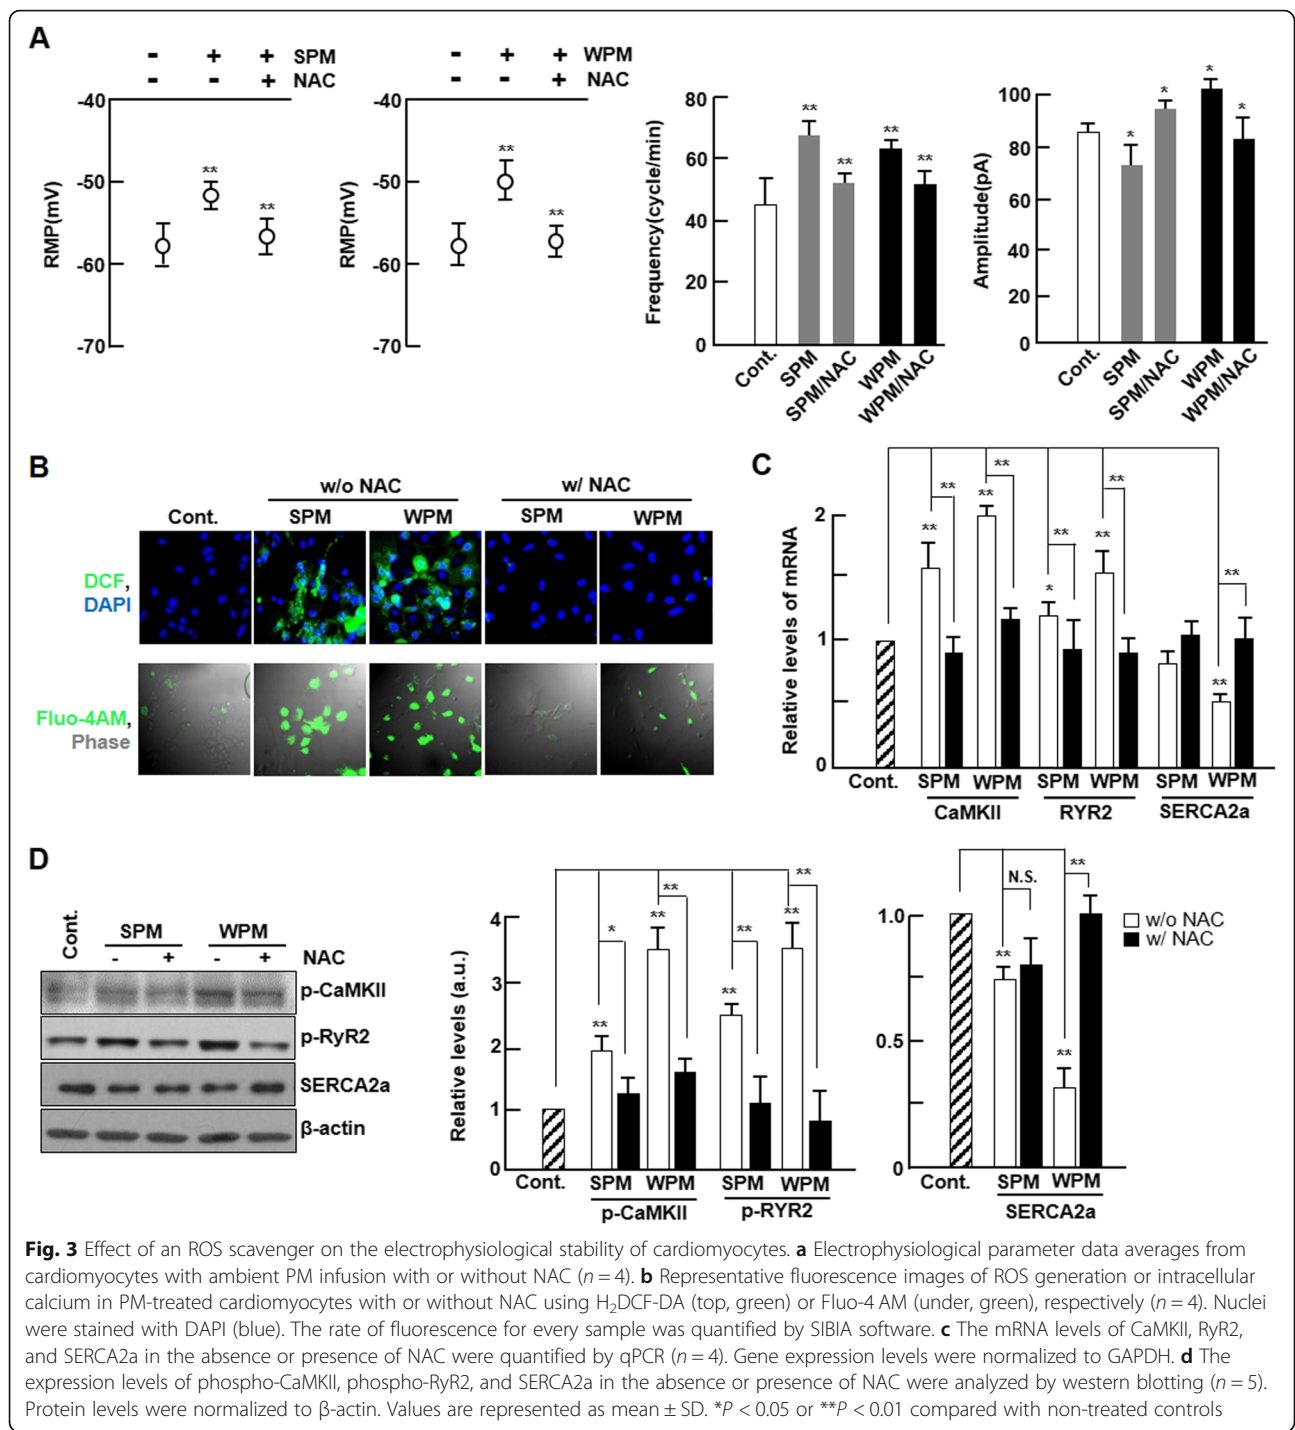 A
- + + SPM
- - + NAC
-40
-50
-60
-70
RMP(mV)
**
**
- + + WPM
- - + NAC
-40
-50
-60
-70
RMP(mV)
**
**
Frequency(cycle/min)
80
60
40
20
0
** ** ** **
Cont. SPM SPM/NAC WPM WPM/NAC
Amplitude(pA)
100
80
60
40
20
0
* * * *
Cont. SPM SPM/NAC WPM WPM/NAC
B
w/o NAC w/ NAC
Cont. SPM WPM SPM WPM
DCF,
DAPI
Fluo-4AM,
Phase
C
Relative levels of mRNA
2
1
0
** ** ** ** * ** ** ** ** **
Cont. SPM WPM SPM WPM SPM WPM
CaMKII RYR2 SERCA2a
D
Cont. SPM WPM
- + - + NAC
p-CaMKII
p-RyR2
SERCA2a
β-actin
Relative levels (a.u.)
4
3
2
1
0
** * ** ** ** ** ** **
Cont. SPM WPM SPM WPM
p-CaMKII p-RYR2
1.0
0.5
0
** N.S. ** **
Cont. SPM WPM
SERCA2a
w/o NAC
w/ NAC
Fig. 3 Effect of an ROS scavenger on the electrophysiological stability of cardiomyocytes. a Electrophysiological parameter data averages from
cardiomyocytes with ambient PM infusion with or without NAC (n = 4). b Representative fluorescence images of ROS generation or intracellular
calcium in PM-treated cardiomyocytes with or without NAC using H₂DCF-DA (top, green) or Fluo-4 AM (under, green), respectively (n = 4). Nuclei
were stained with DAPI (blue). The rate of fluorescence for every sample was quantified by SIBIA software. c The mRNA levels of CaMKII, RyR2,
and SERCA2a in the absence or presence of NAC were quantified by qPCR (n = 4). Gene expression levels were normalized to GAPDH. d The
expression levels of phospho-CaMKII, phospho-RyR2, and SERCA2a in the absence or presence of NAC were analyzed by western blotting (n = 5).
Protein levels were normalized to β-actin. Values are represented as mean ± SD. *P < 0.05 or **P < 0.01 compared with non-treated controls